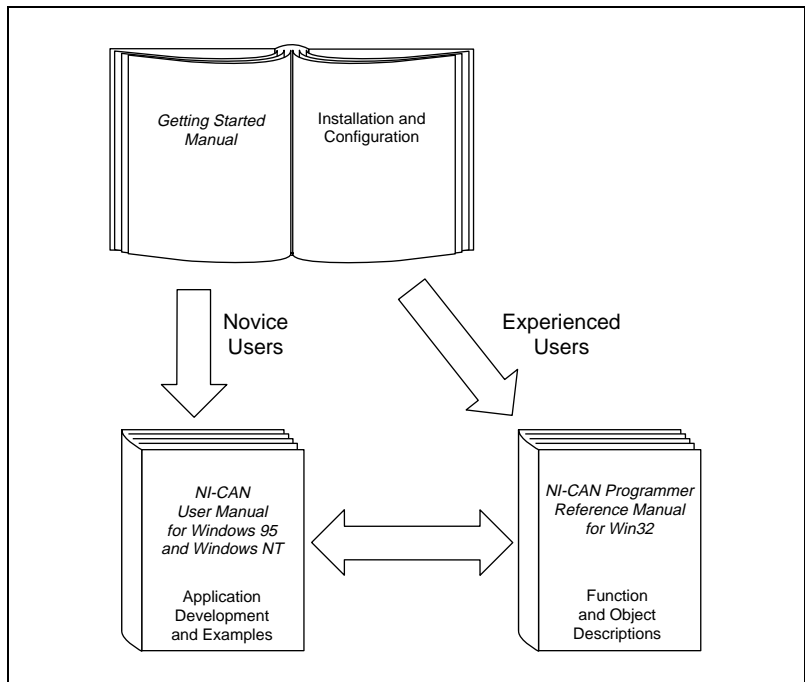 Getting Started
Manual
Installation and
Configuration
Novice
Users
Experienced
Users
NI-CAN
User Manual
for Windows 95
and Windows NT
Application
Development
and Examples
NI-CAN Programmer
Reference Manual
for Win32
Function
and Object
Descriptions